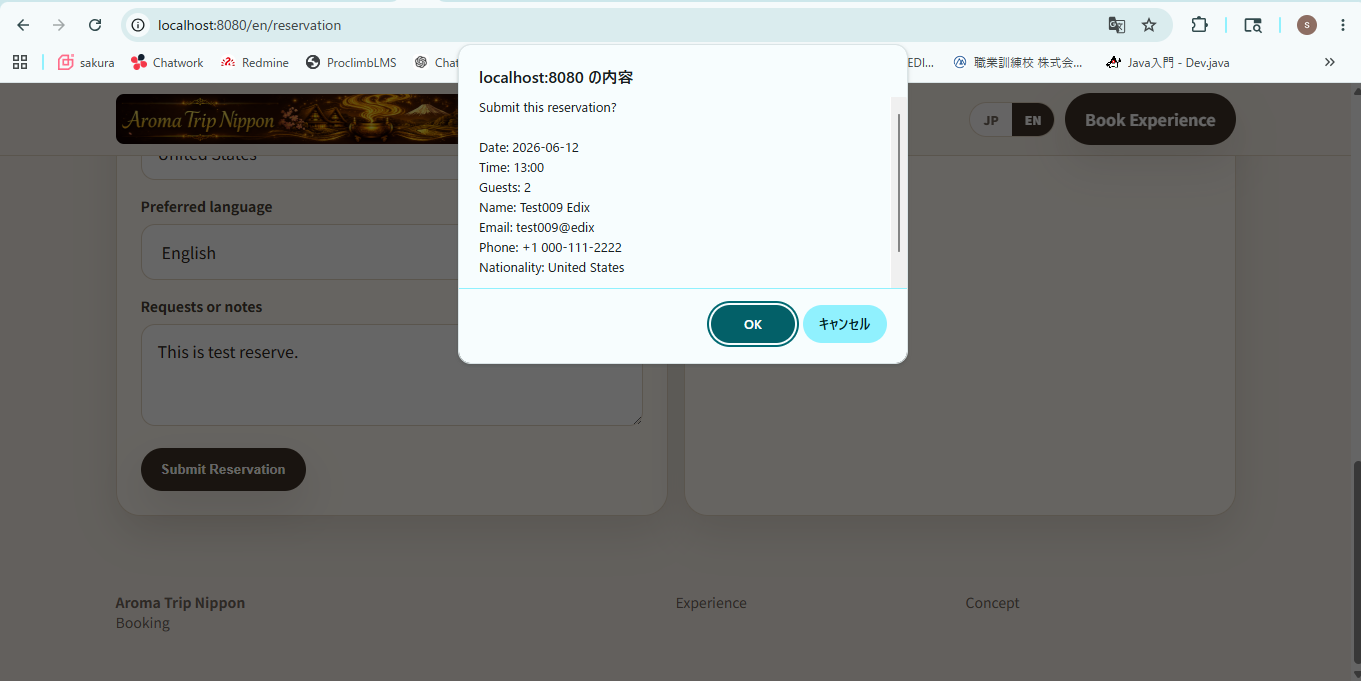 localhost:8080/en/reservation
S
sakura
Chatwork
Redmine
ProclimbLMS
Chat
EDI...
職業訓練校 株式会...
Java入門 - Dev.java
localhost:8080 の内容
Submit this reservation?
Date: 2026-06-12
Time: 13:00
Guests: 2
Name: Test009 Edix
Email: test009@edix
Phone: +1 000-111-2222
Nationality: United States
OK
キャンセル
Aroma Trip Nippon
JP
EN
Book Experience
United States
Preferred language
English
Requests or notes
This is test reserve.
Submit Reservation
Aroma Trip Nippon
Booking
Experience
Concept